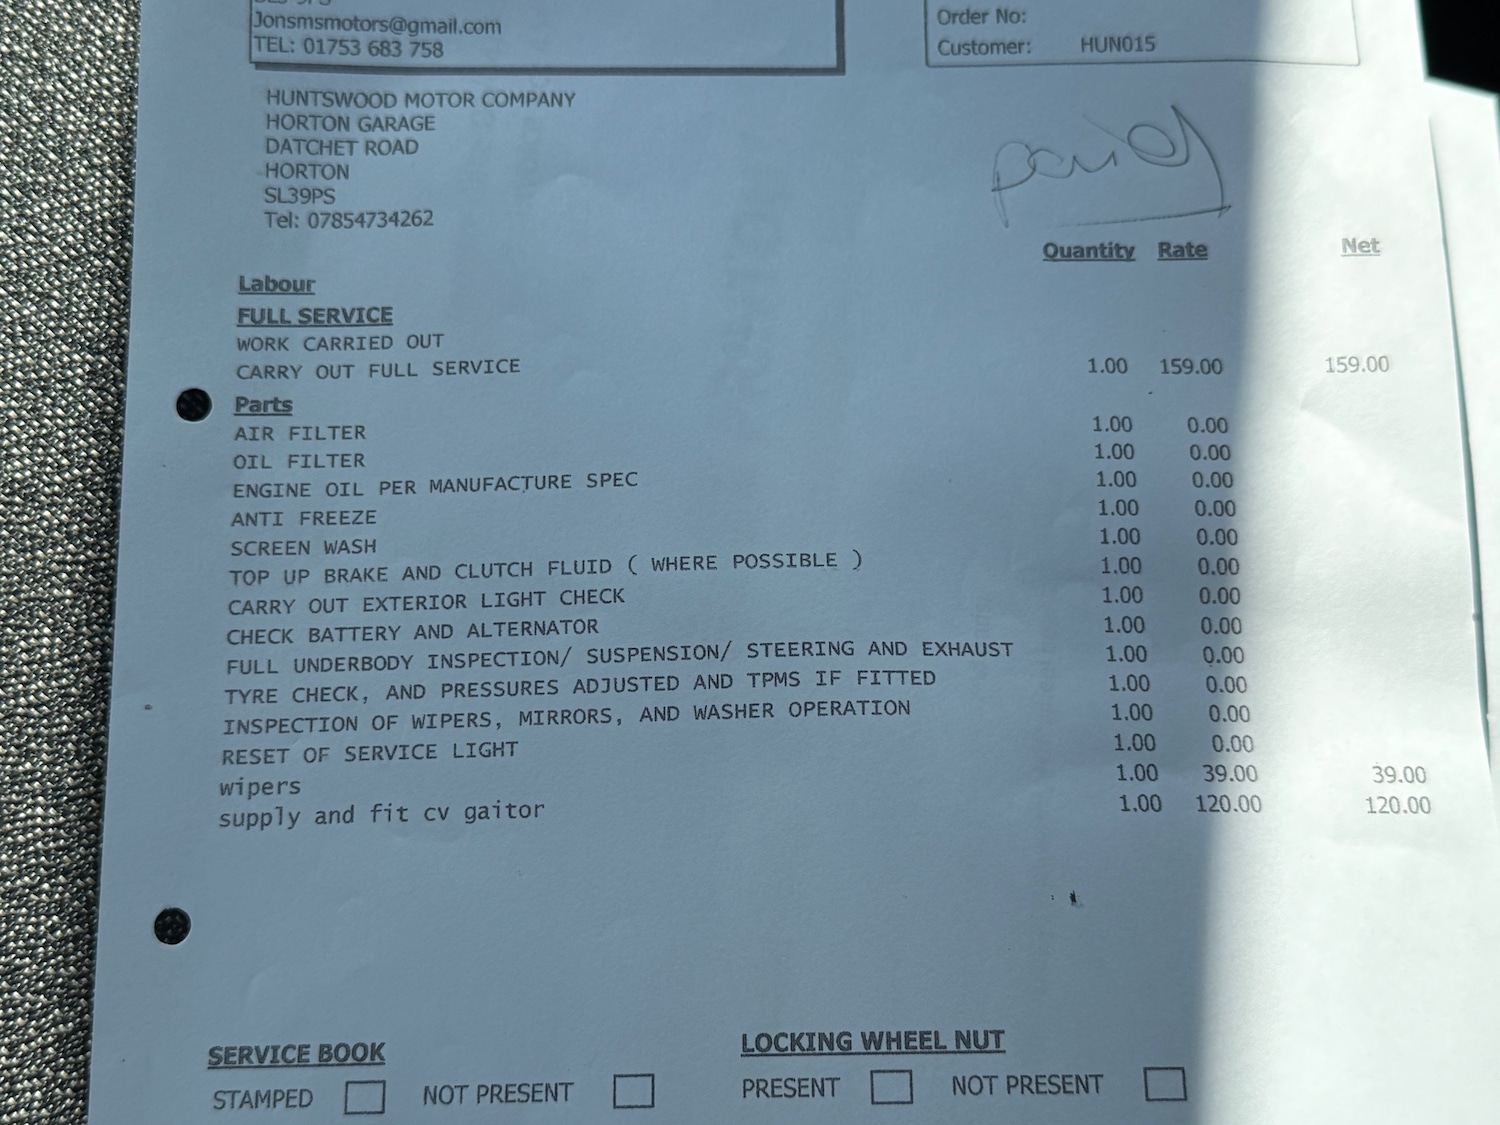 Jonsmsmotors@gmail.com
TEL: 01753 683 758
Order No:
Customer: HUN015
HUNTSWOOD MOTOR COMPANY
HORTON GARAGE
DATCHET ROAD
HORTON
SL39PS
Tel: 07854734262
paid
Quantity Rate Net
Labour
FULL SERVICE
WORK CARRIED OUT
CARRY OUT FULL SERVICE 1.00 159.00 159.00
Parts
AIR FILTER 1.00 0.00
OIL FILTER 1.00 0.00
ENGINE OIL PER MANUFACTURE SPEC 1.00 0.00
ANTI FREEZE 1.00 0.00
SCREEN WASH 1.00 0.00
TOP UP BRAKE AND CLUTCH FLUID ( WHERE POSSIBLE ) 1.00 0.00
CARRY OUT EXTERIOR LIGHT CHECK 1.00 0.00
CHECK BATTERY AND ALTERNATOR 1.00 0.00
FULL UNDERBODY INSPECTION/ SUSPENSION/ STEERING AND EXHAUST 1.00 0.00
TYRE CHECK, AND PRESSURES ADJUSTED AND TPMS IF FITTED 1.00 0.00
INSPECTION OF WIPERS, MIRRORS, AND WASHER OPERATION 1.00 0.00
RESET OF SERVICE LIGHT 1.00 0.00
wipers 1.00 39.00 39.00
supply and fit cv gaitor 1.00 120.00 120.00
SERVICE BOOK LOCKING WHEEL NUT
STAMPED NOT PRESENT PRESENT NOT PRESENT